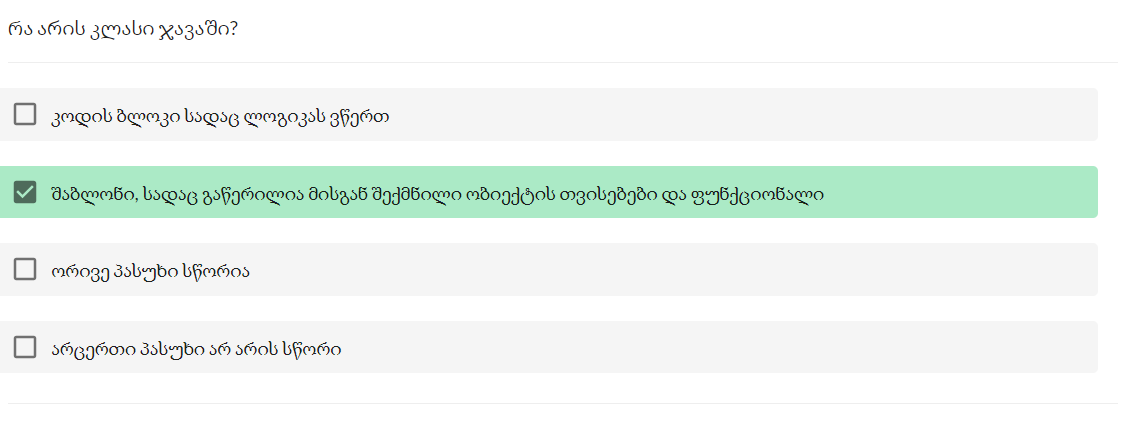 რა არის კლასი ჯავაში?
კოდის ბლოკი სადაც ლოგიკას ვწერთ
შაბლონი, სადაც გაწერილია მისგან შექმნილი ობიექტის თვისებები და ფუნქციონალი
ორივე პასუხი სწორია
არცერთი პასუხი არ არის სწორი